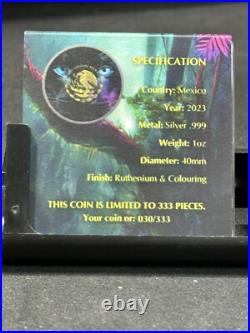 SPECIFICATION
Country: Mexico
Year: 2023
Metal: Silver .999
Weight: 1oz
Diameter: 40mm
Finish: Ruthenium & Colouring
THIS COIN IS LIMITED TO 333 PIECES.
Your coin nr: 030/333